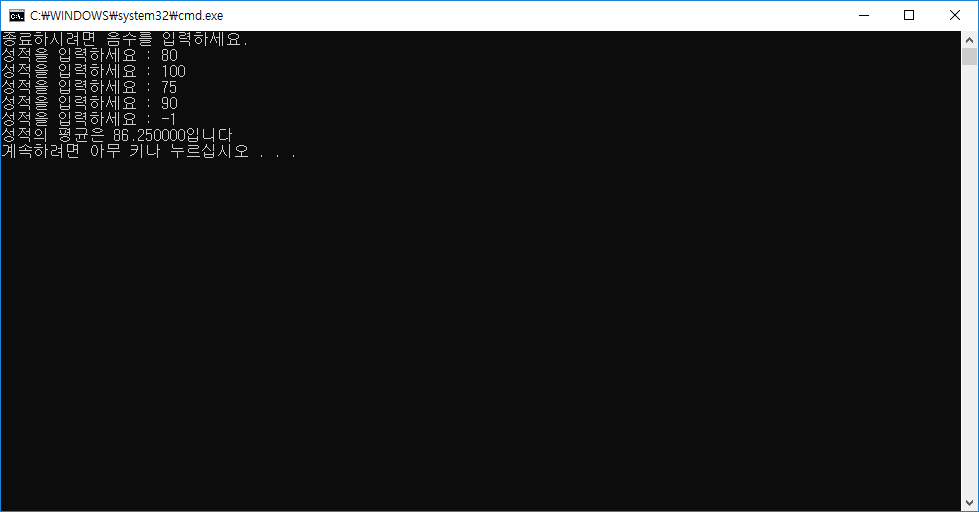 C:₩WINDOWS₩system32₩cmd.exe
종료하시려면 음수를 입력하세요.
성적을 입력하세요 : 80
성적을 입력하세요 : 100
성적을 입력하세요 : 75
성적을 입력하세요 : 90
성적을 입력하세요 : -1
성적의 평균은 86.250000입니다
계속하려면 아무 키나 누르십시오 . . .